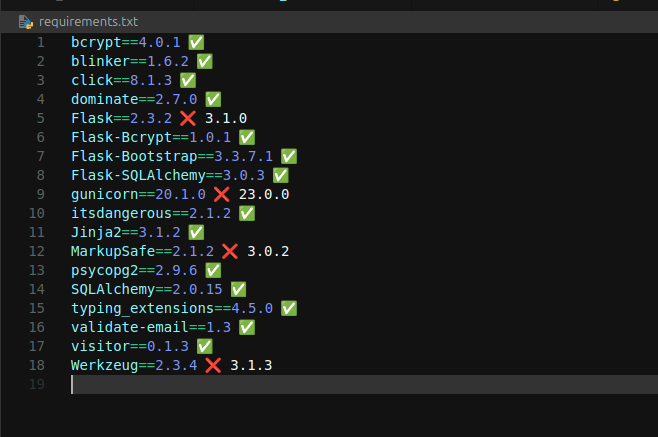 requirements.txt
1 bcrypt==4.0.1 ✅
2 blinker==1.6.2 ✅
3 click==8.1.3 ✅
4 dominate==2.7.0 ✅
5 Flask==2.3.2 ❌ 3.1.0
6 Flask-Bcrypt==1.0.1 ✅
7 Flask-Bootstrap==3.3.7.1 ✅
8 Flask-SQLAlchemy==3.0.3 ✅
9 gunicorn==20.1.0 ❌ 23.0.0
10 itsdangerous==2.1.2 ✅
11 Jinja2==3.1.2 ✅
12 MarkupSafe==2.1.2 ❌ 3.0.2
13 psycopg2==2.9.6 ✅
14 SQLAlchemy==2.0.15 ✅
15 typing_extensions==4.5.0 ✅
16 validate-email==1.3 ✅
17 visitor==0.1.3 ✅
18 Werkzeug==2.3.4 ❌ 3.1.3
19